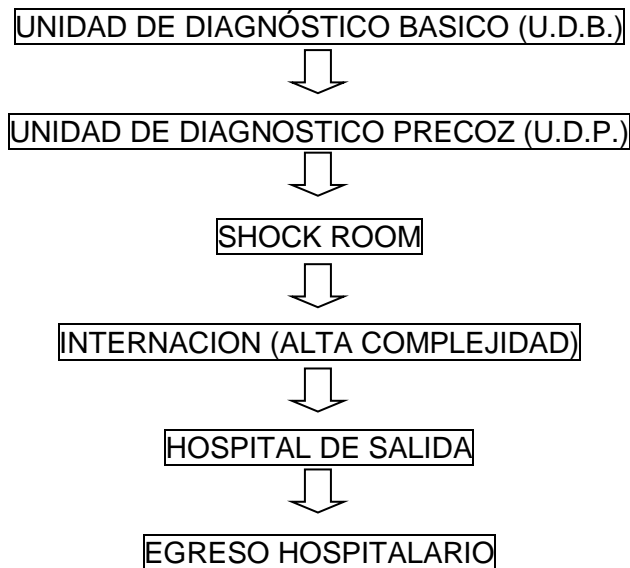 UNIDAD DE DIAGNÓSTICO BASICO (U.D.B.)
UNIDAD DE DIAGNOSTICO PRECOZ (U.D.P.)
SHOCK ROOM
INTERNACION (ALTA COMPLEJIDAD)
HOSPITAL DE SALIDA
EGRESO HOSPITALARIO